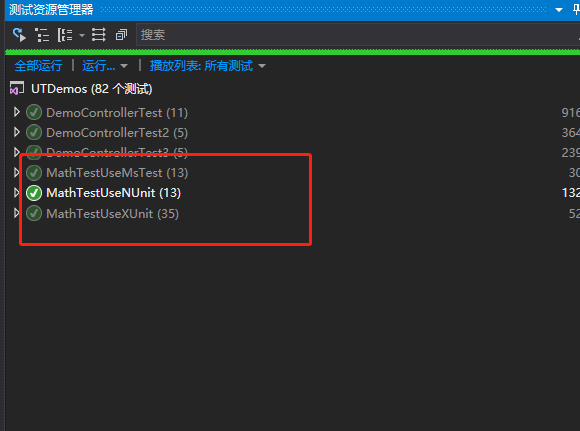 测试资源管理器
搜索
全部运行 | 运行... | 播放列表: 所有测试
UTDemos (82 个测试)
DemoControllerTest (11) 916
DemoControllerTest2 (5) 364
DemoControllerTest3 (5) 239
MathTestUseMsTest (13) 30
MathTestUseNUnit (13) 132
MathTestUseXUnit (35) 52